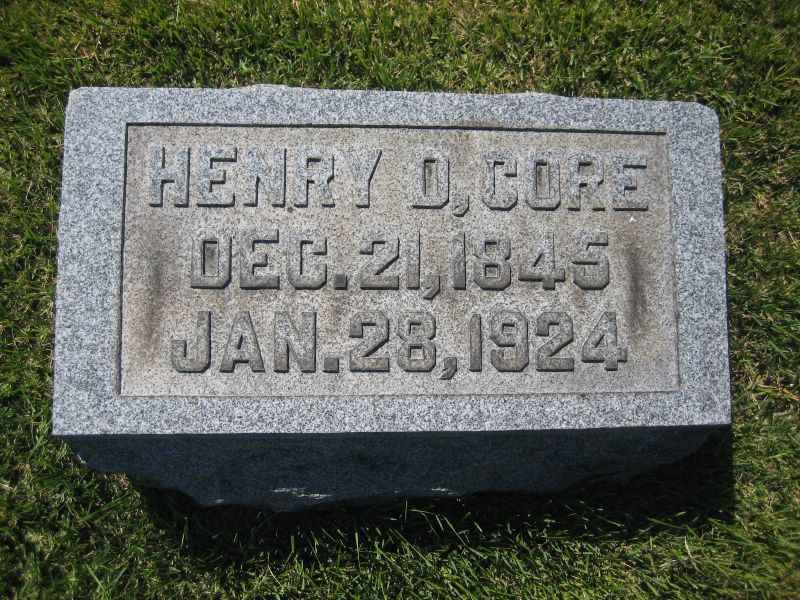 HENRY D, CORE
DEC. 21, 1845
JAN. 28, 1924